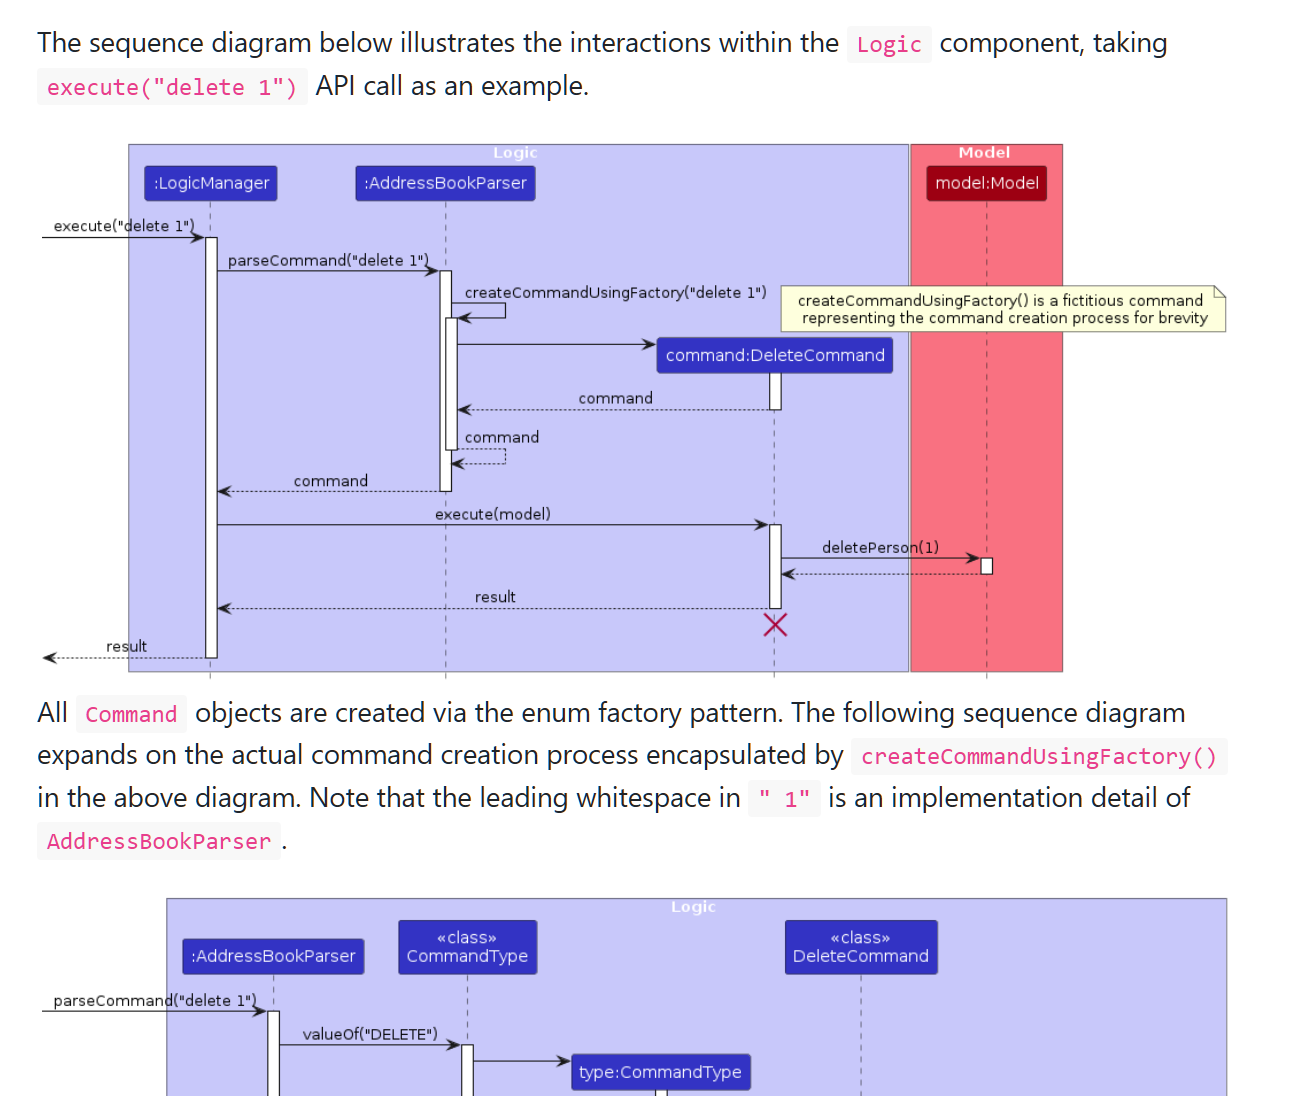 The sequence diagram below illustrates the interactions within the Logic component, taking
execute("delete 1") API call as an example.
Logic
Model
:LogicManager
:AddressBookParser
model:Model
execute("delete 1")
parseCommand("delete 1")
createCommandUsingFactory("delete 1")
createCommandUsingFactory() is a fictitious command
representing the command creation process for brevity
command:DeleteCommand
command
command
command
execute(model)
deletePerson(1)
result
result
All Command objects are created via the enum factory pattern. The following sequence diagram
expands on the actual command creation process encapsulated by createCommandUsingFactory()
in the above diagram. Note that the leading whitespace in " 1" is an implementation detail of
AddressBookParser.
Logic
:AddressBookParser
«class»
CommandType
«class»
DeleteCommand
parseCommand("delete 1")
valueOf("DELETE")
type:CommandType